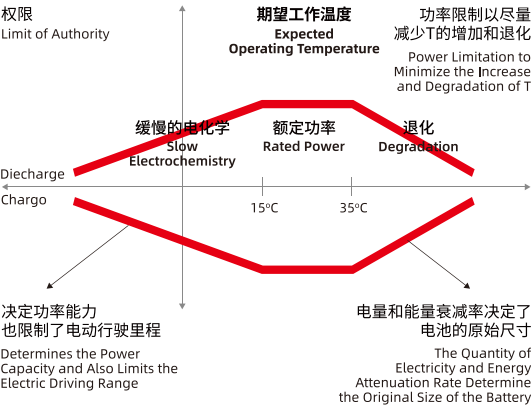 权限
Limit of Authority
期望工作温度
Expected
Operating Temperature
功率限制以尽量
减少T的增加和退化
Power Limitation to
Minimize the Increase
and Degradation of T
缓慢的电化学
Slow
Electrochemistry
额定功率
Rated Power
退化
Degradation
Diecharge
Chargo
15°C
35°C
决定功率能力
也限制了电动行驶里程
Determines the Power
Capacity and Also Limits the
Electric Driving Range
电量和能量衰减率决定了
电池的原始尺寸
The Quantity of
Electricity and Energy
Attenuation Rate Determine
the Original Size of the Battery